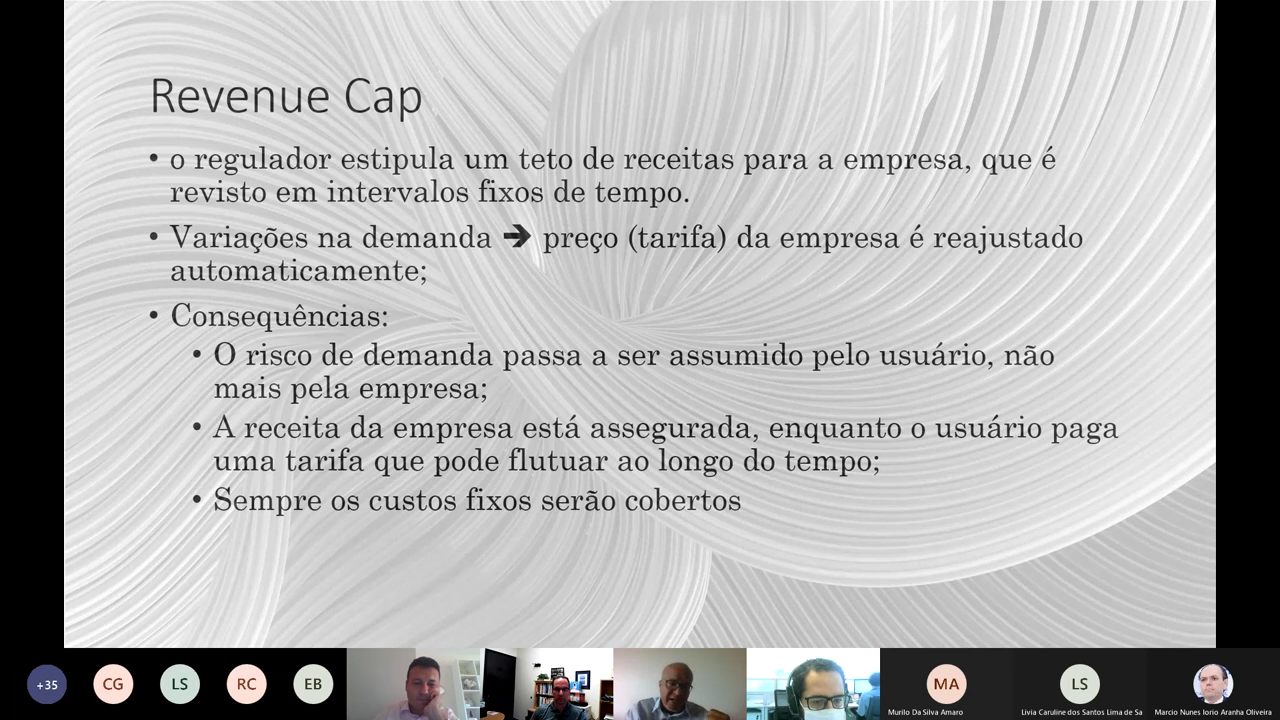 Revenue Cap
• o regulador estipula um teto de receitas para a empresa, que é
revisto em intervalos fixos de tempo.
• Variações na demanda ➔ preço (tarifa) da empresa é reajustado
automaticamente;
• Consequências:
• O risco de demanda passa a ser assumido pelo usuário, não
mais pela empresa;
• A receita da empresa está assegurada, enquanto o usuário paga
uma tarifa que pode flutuar ao longo do tempo;
• Sempre os custos fixos serão cobertos
+35
CG
LS
RC
EB
MA
LS
Murilo Da Silva Amaro
Livia Caruline dos Santos Lima de Sa
Marcio Nunes Iorio Aranha Oliveira